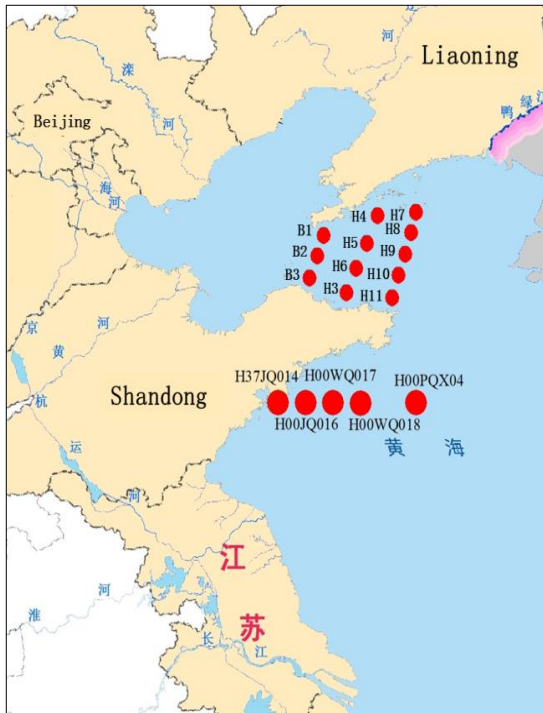 辽
河
Liaoning
滦
河
鸭
绿
江
Beijing
海
河
H4
H7
B1
H8
B2
H5
H9
B3
H6
H10
H3
H11
京
黄
河
杭
Shandong
H37JQ014
H00WQ017
H00PQX04
H00JQ016
H00WQ018
黄 海
运
河
江
苏
淮
河
长
江